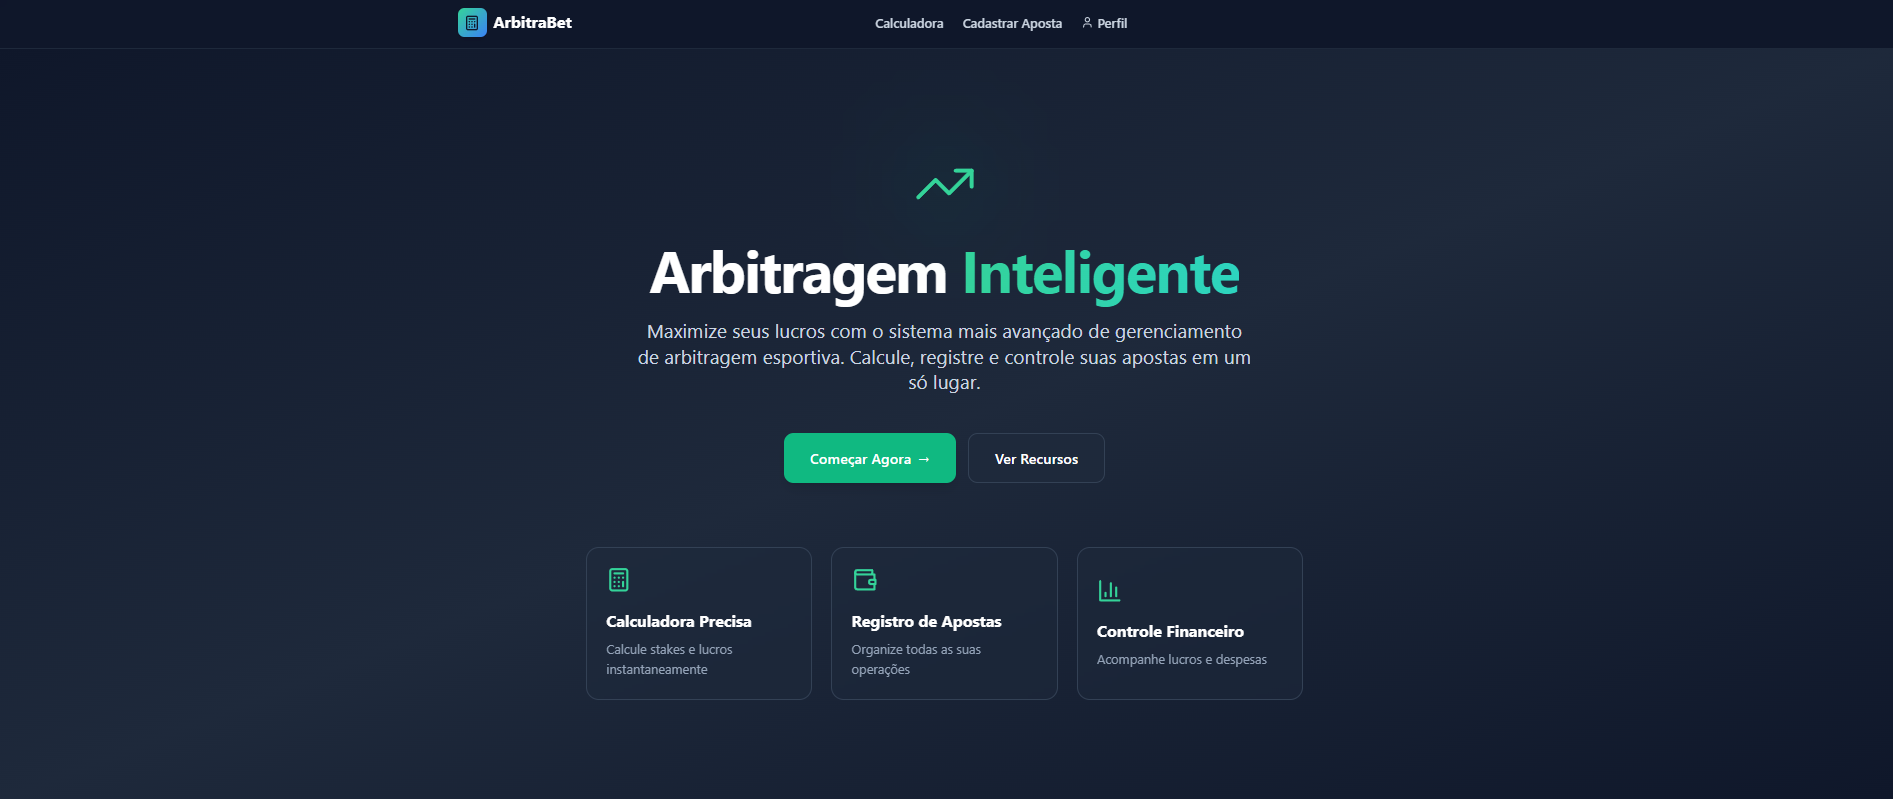 ArbitraBet
Calculadora
Cadastrar Aposta
Perfil
Arbitragem Inteligente
Maximize seus lucros com o sistema mais avançado de gerenciamento
de arbitragem esportiva. Calcule, registre e controle suas apostas em um
só lugar.
Começar Agora →
Ver Recursos
Calculadora Precisa
Calcule stakes e lucros
instantaneamente
Registro de Apostas
Organize todas as suas
operações
Controle Financeiro
Acompanhe lucros e despesas